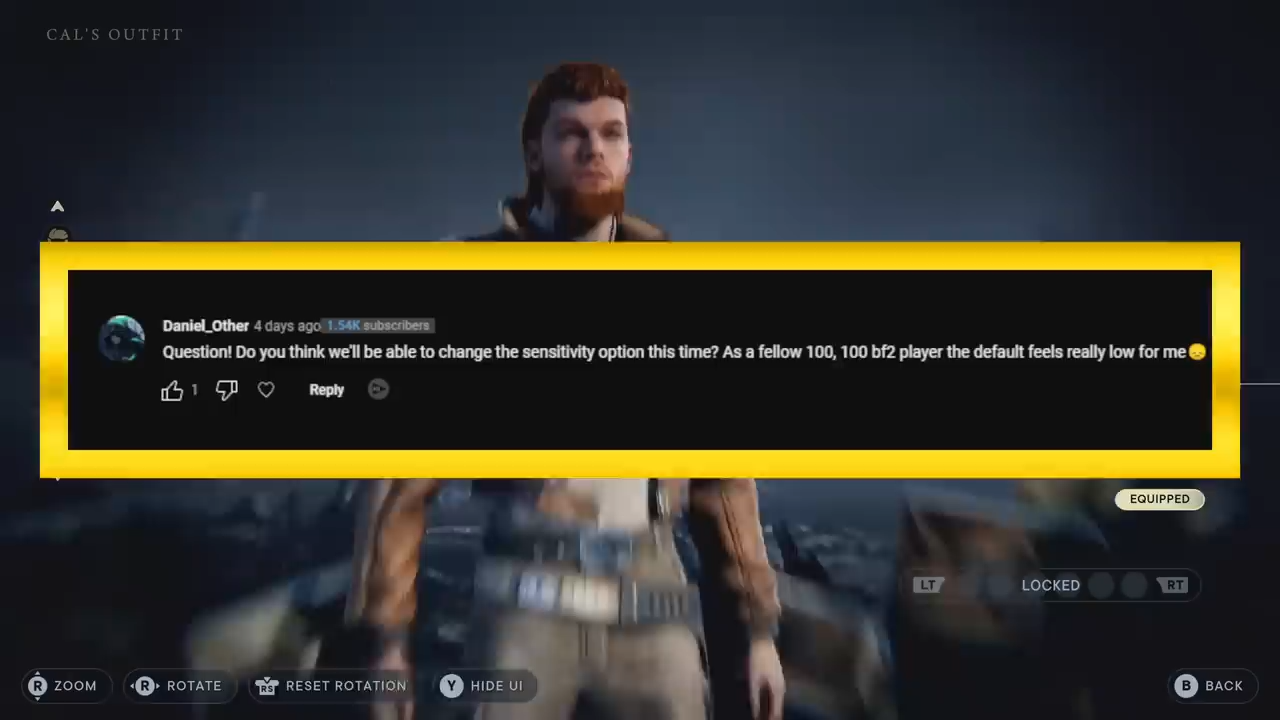 CAL'S OUTFIT
Daniel_Other 4 days ago 1.54K subscribers
Question! Do you think we'll be able to change the sensitivity option this time? As a fellow 100, 100 bf2 player the default feels really low for me😞
1 Reply
EQUIPPED
LT LOCKED RT
R ZOOM R ROTATE RS RESET ROTATION Y HIDE UI B BACK